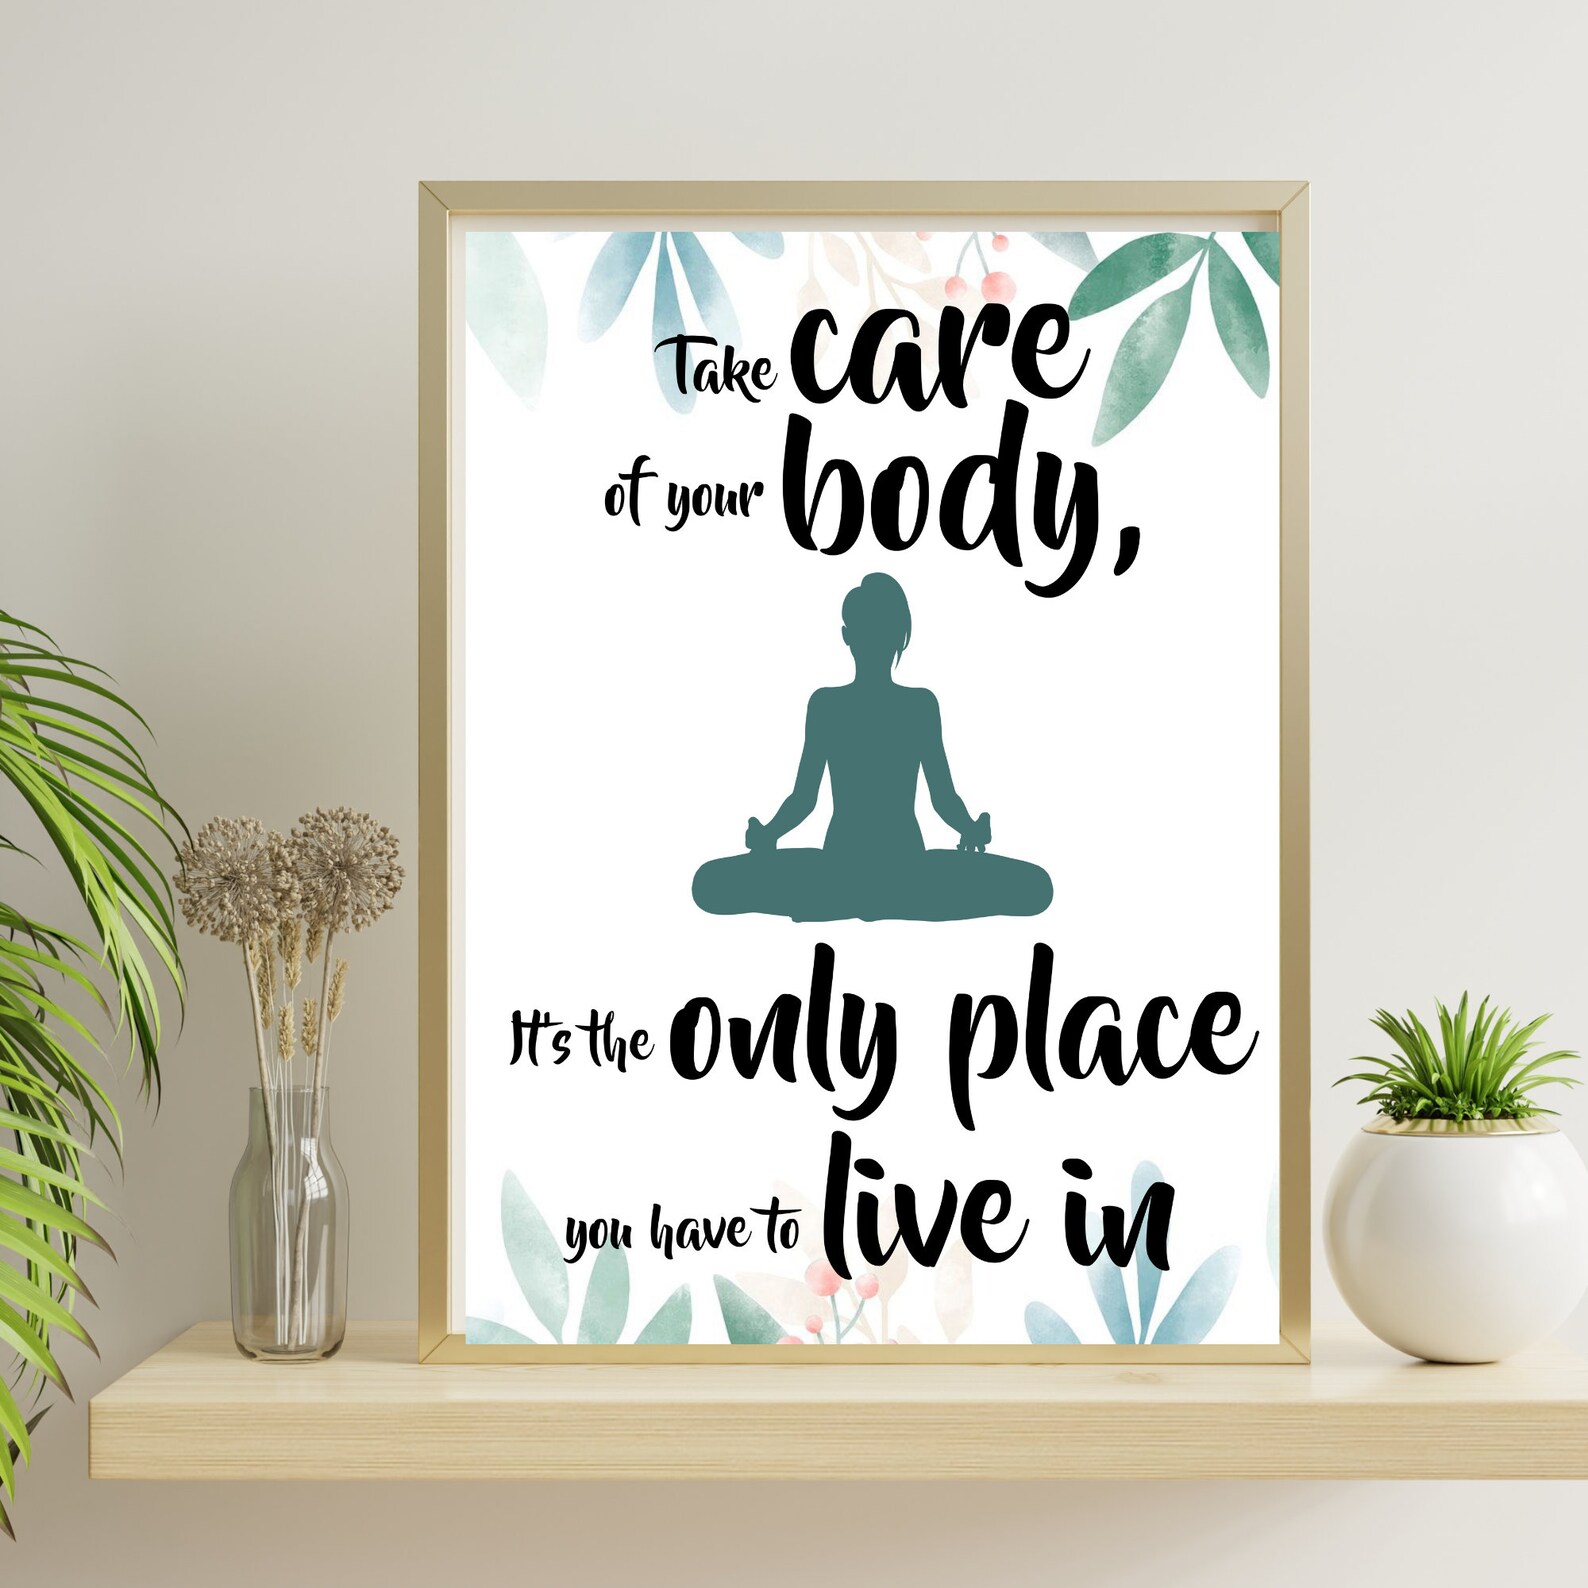 Take care
of your body,
It's the only place
you have to live in